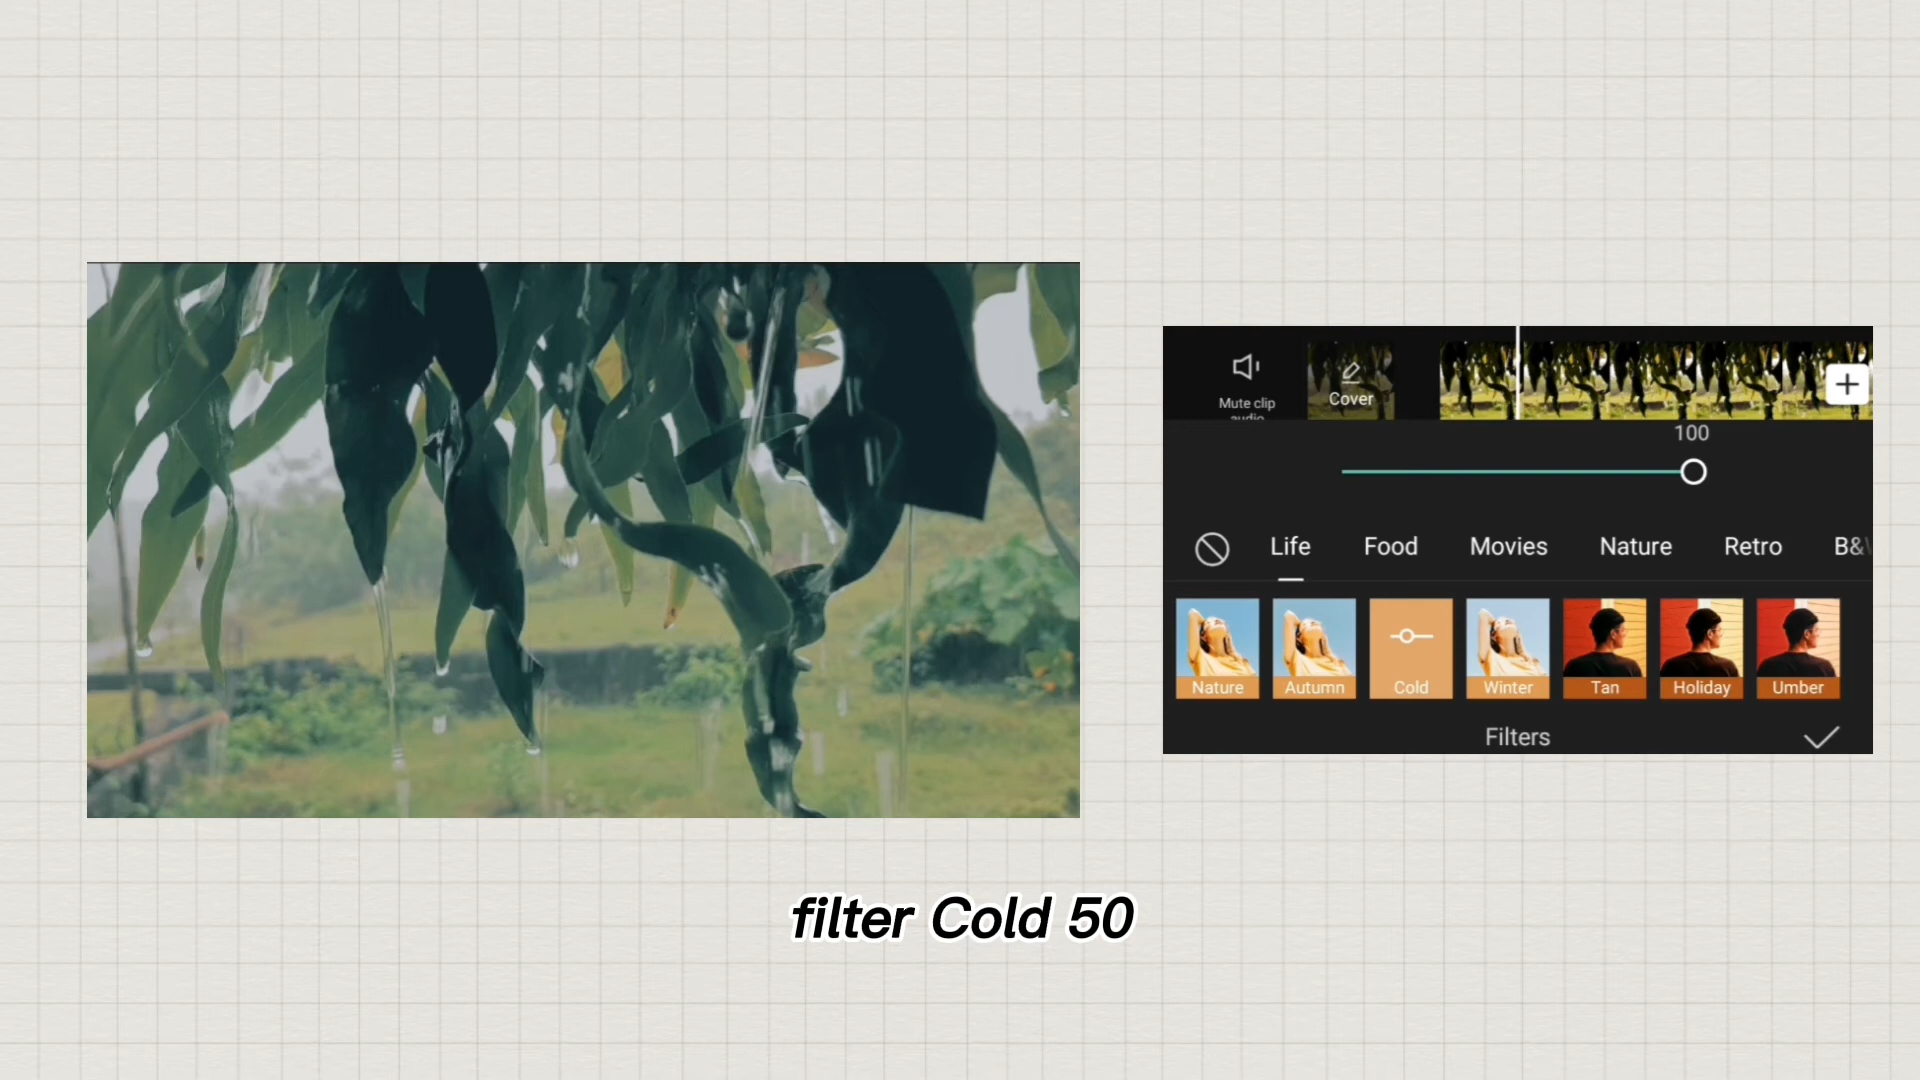 Mute clip
audio
Cover
100
Life Food Movies Nature Retro B&W
Nature Autumn Cold Winter Tan Holiday Umber
Filters
filter Cold 50